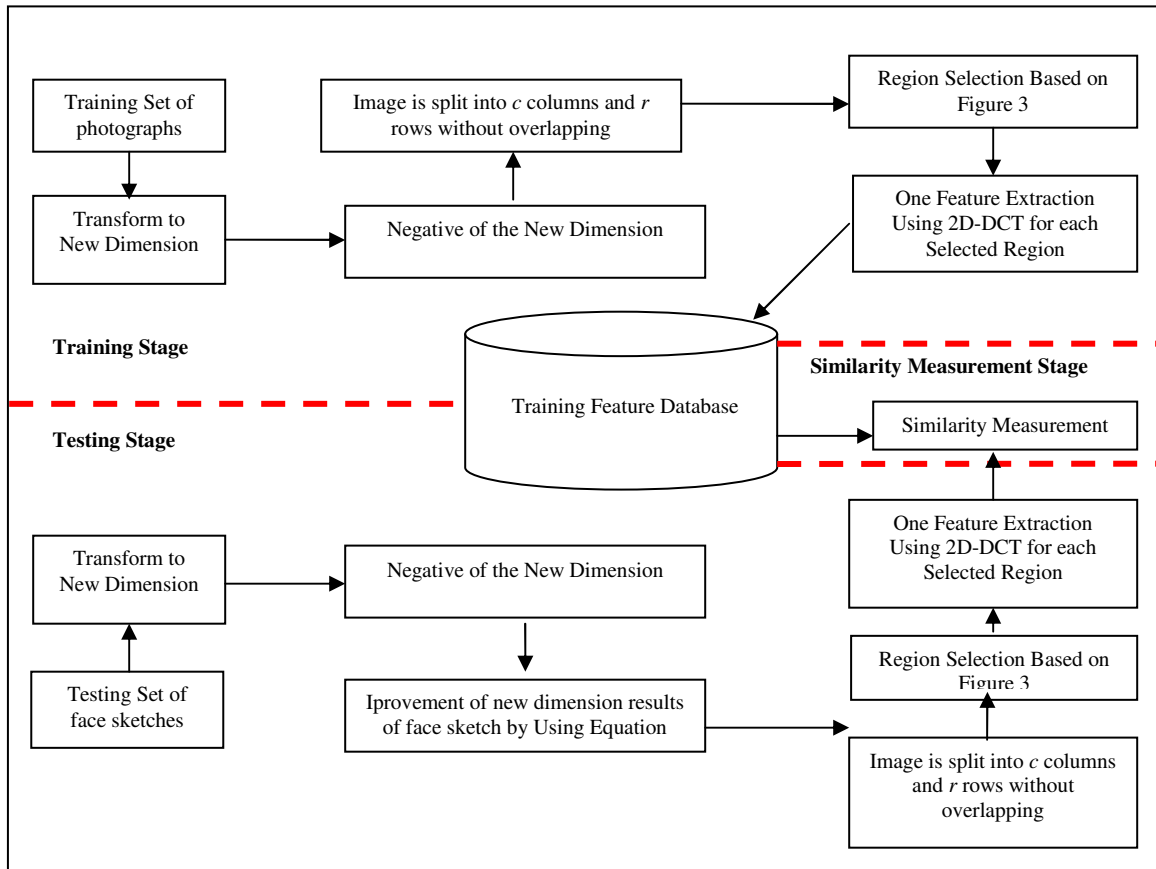 Training Set of
photographs
Image is split into c columns and r
rows without overlapping
Region Selection Based on
Figure 3
Transform to
New Dimension
Negative of the New Dimension
One Feature Extraction
Using 2D-DCT for each
Selected Region
Training Stage
Training Feature Database
Similarity Measurement Stage
Testing Stage
Similarity Measurement
Transform to
New Dimension
Negative of the New Dimension
One Feature Extraction
Using 2D-DCT for each
Selected Region
Testing Set of
face sketches
Iprovement of new dimension results
of face sketch by Using Equation
Region Selection Based on
Figure 3
Image is split into c columns
and r rows without
overlapping